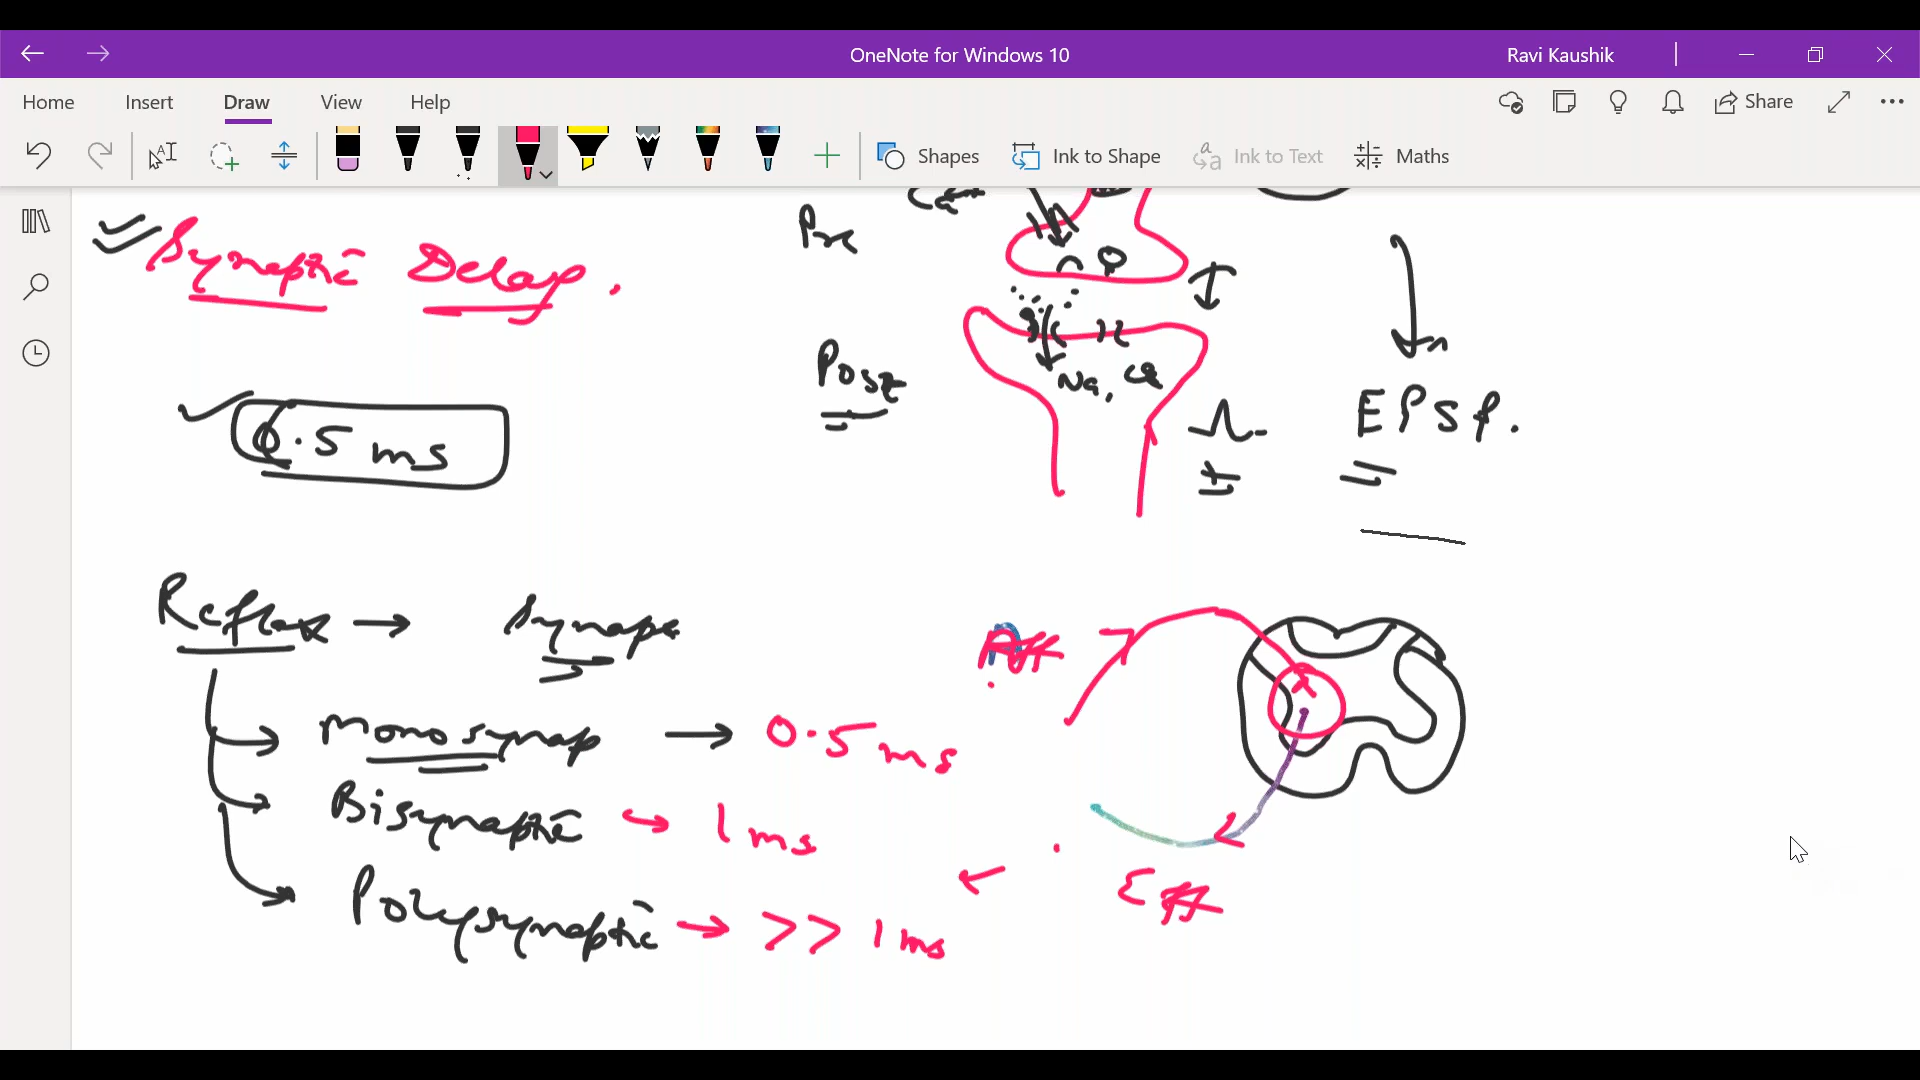 OneNote for Windows 10
Ravi Kaushik
Home Insert Draw View Help
Share
Shapes Ink to Shape Ink to Text Maths
Synaptic Delay.
Pre
Post
Na,
0.5 ms
EPSP.
Reflex → Synapse
Monosynap → 0.5 ms
Bisynaptic → 1 ms
Polysynaptic → >> 1 ms
Aff
Eff